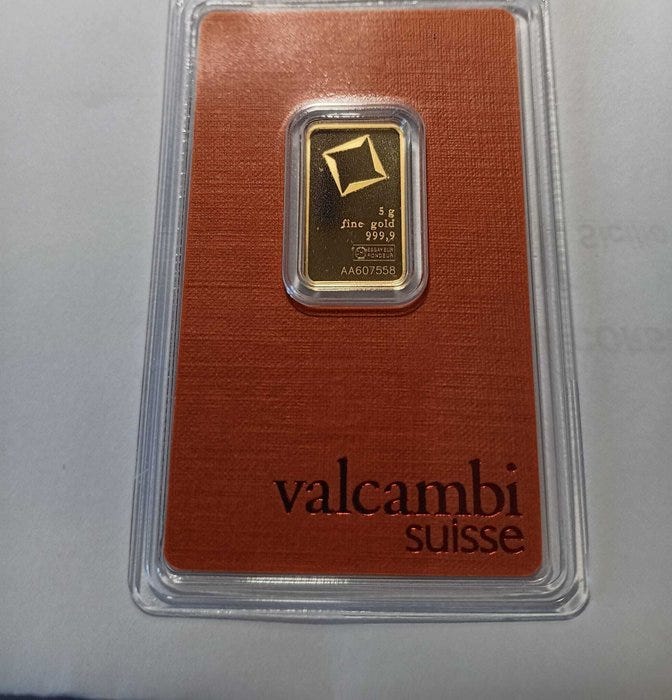 5 g
fine gold
999,9
ESSAYEUR
FONDEUR
AA607558
valcambi
suisse